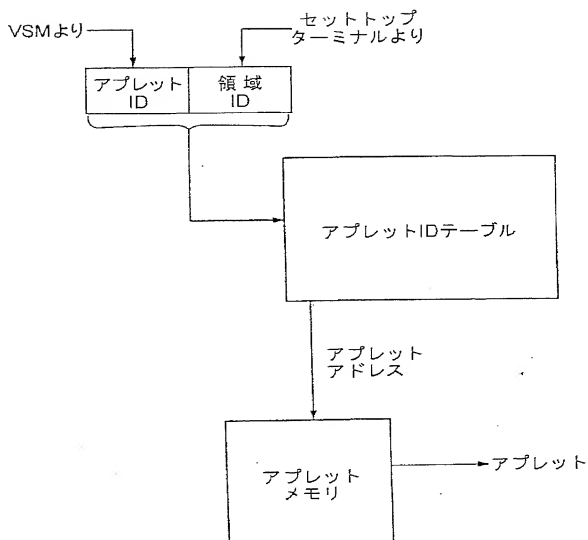 VSMより
セットトップ
ターミナルより
アプレット
ID
領域
ID
アプレットIDテーブル
アプレット
アドレス
アプレット
メモリ
アプレット